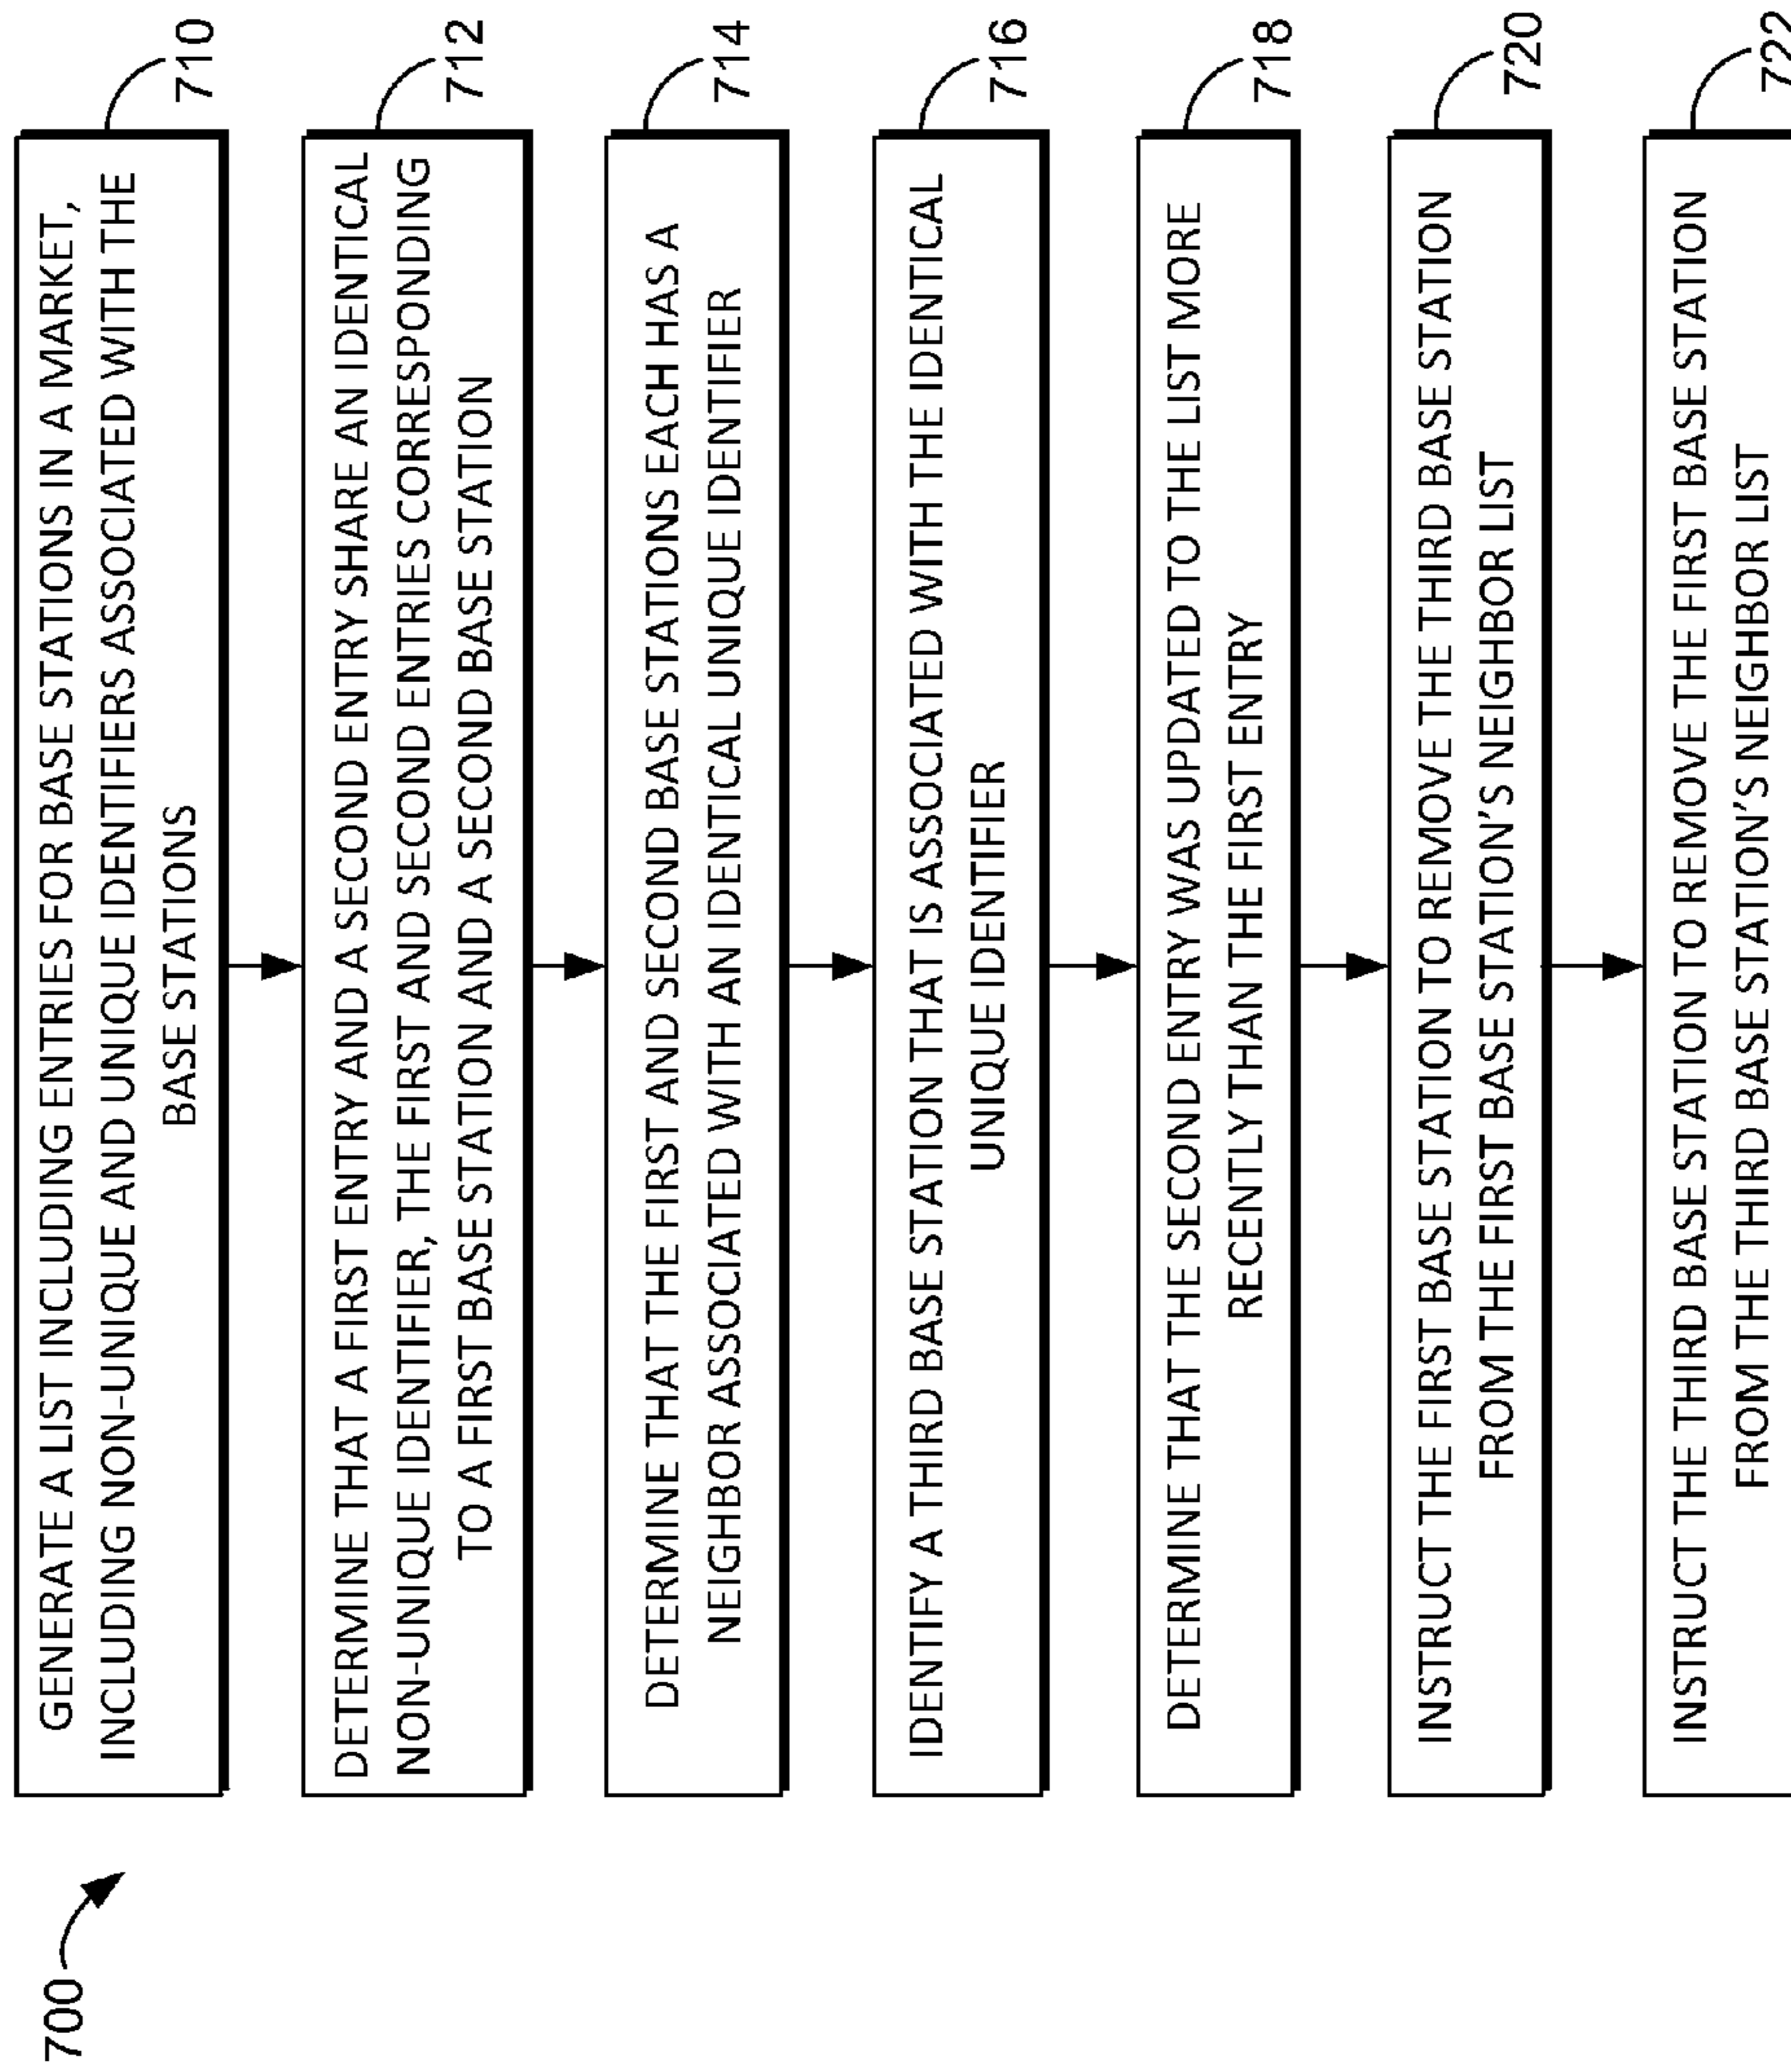 700
GENERATE A LIST INCLUDING ENTRIES FOR BASE STATIONS IN A MARKET,
INCLUDING NON-UNIQUE AND UNIQUE IDENTIFIERS ASSOCIATED WITH THE
BASE STATIONS
710
DETERMINE THAT A FIRST ENTRY AND A SECOND ENTRY SHARE AN IDENTICAL
NON-UNIQUE IDENTIFIER, THE FIRST AND SECOND ENTRIES CORRESPONDING
TO A FIRST BASE STATION AND A SECOND BASE STATION
712
DETERMINE THAT THE FIRST AND SECOND BASE STATIONS EACH HAS A
NEIGHBOR ASSOCIATED WITH AN IDENTICAL UNIQUE IDENTIFIER
714
IDENTIFY A THIRD BASE STATION THAT IS ASSOCIATED WITH THE IDENTICAL
UNIQUE IDENTIFIER
716
DETERMINE THAT THE SECOND ENTRY WAS UPDATED TO THE LIST MORE
RECENTLY THAN THE FIRST ENTRY
718
INSTRUCT THE FIRST BASE STATION TO REMOVE THE THIRD BASE STATION
FROM THE FIRST BASE STATION'S NEIGHBOR LIST
720
INSTRUCT THE THIRD BASE STATION TO REMOVE THE FIRST BASE STATION
FROM THE THIRD BASE STATION'S NEIGHBOR LIST
722